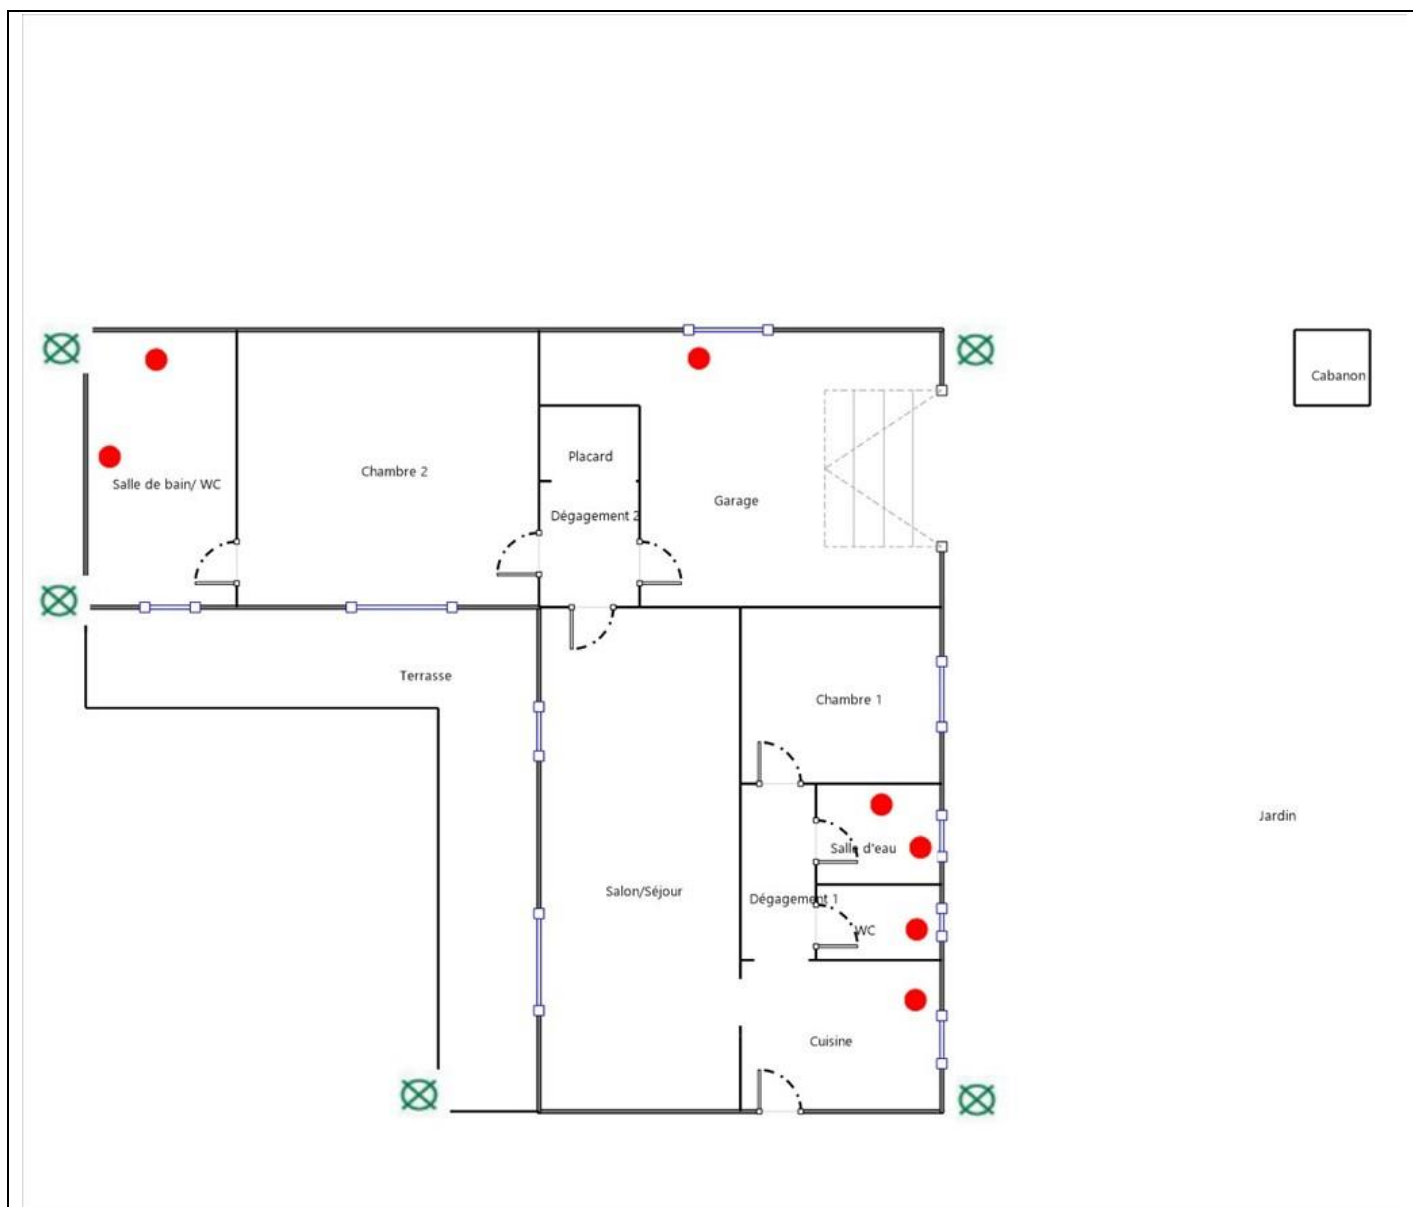 Cabanon
Chambre 2
Placard
Salle de bain/ WC
Garage
Dégagement 2
Terrasse
Chambre 1
Jardin
Salle d'eau
Salon/Séjour
Dégagement 1
WC
Cuisine